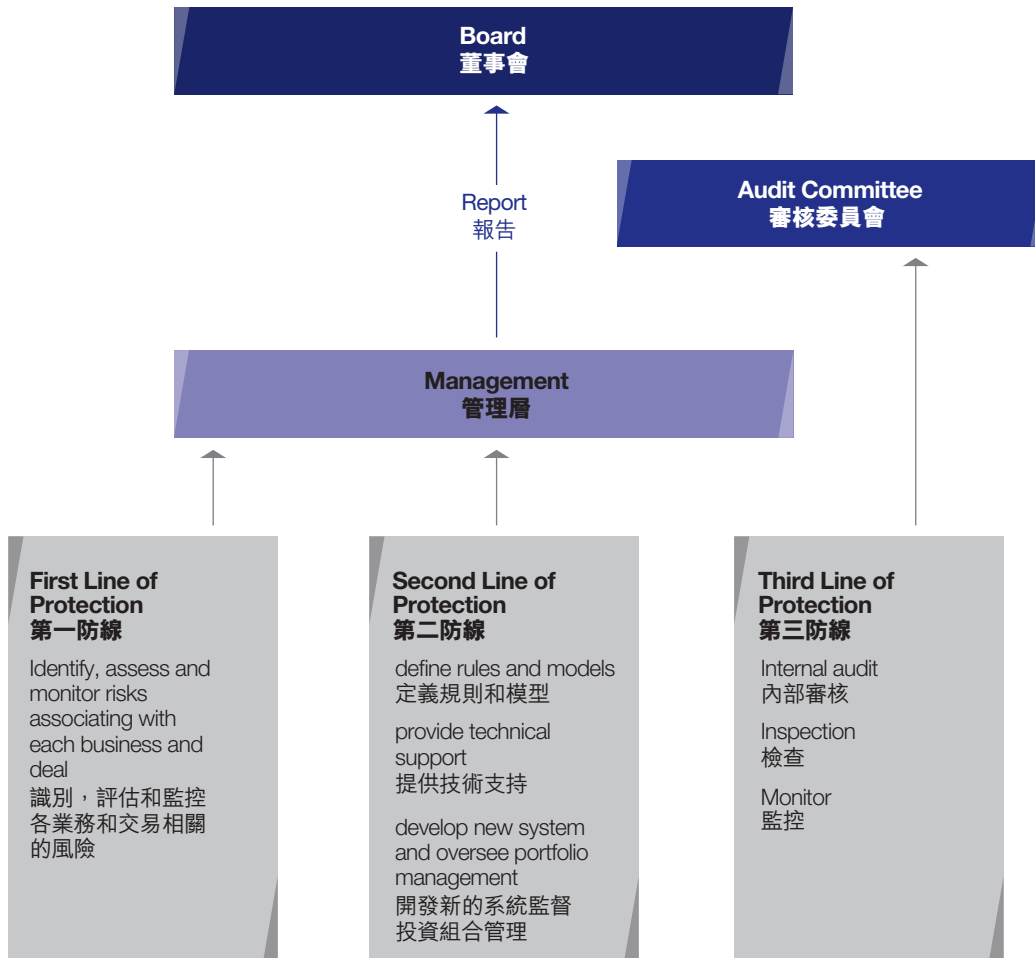 Board
董事會
Audit Committee
審核委員會
Report
報告
Management
管理層
First Line of
Protection
第一防線
Identify, assess and
monitor risks
associating with
each business and
deal
識別，評估和監控
各業務和交易相關
的風險
Second Line of
Protection
第二防線
define rules and models
定義規則和模型
provide technical
support
提供技術支持
develop new system
and oversee portfolio
management
開發新的系統監督
投資組合管理
Third Line of
Protection
第三防線
Internal audit
內部審核
Inspection
檢查
Monitor
監控